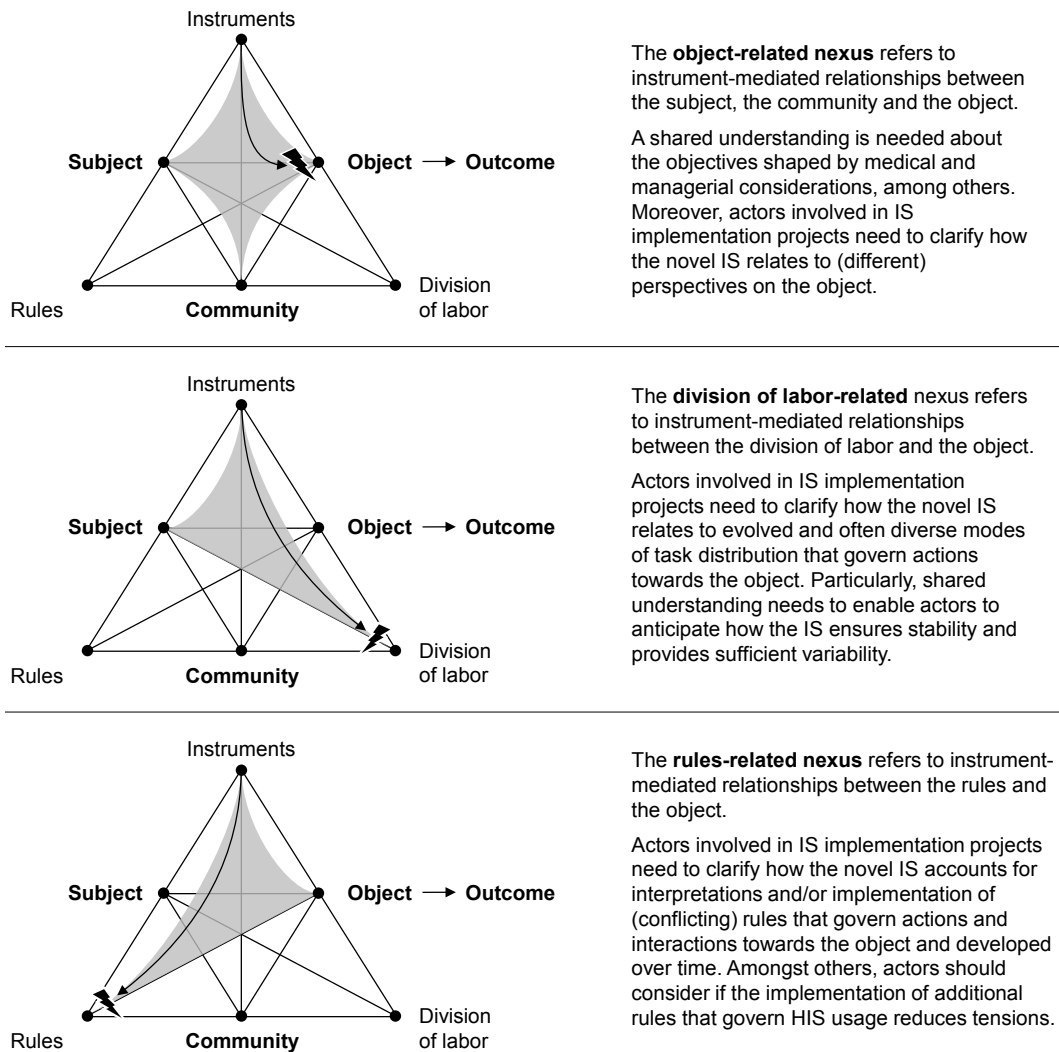 Instruments
Subject
Object → Outcome
Rules
Community
Division
of labor
The object-related nexus refers to
instrument-mediated relationships between
the subject, the community and the object.
A shared understanding is needed about
the objectives shaped by medical and
managerial considerations, among others.
Moreover, actors involved in IS
implementation projects need to clarify how
the novel IS relates to (different)
perspectives on the object.
Instruments
Subject
Object → Outcome
Rules
Community
Division
of labor
The division of labor-related nexus refers
to instrument-mediated relationships
between the division of labor and the object.
Actors involved in IS implementation
projects need to clarify how the novel IS
relates to evolved and often diverse modes
of task distribution that govern actions
towards the object. Particularly, shared
understanding needs to enable actors to
anticipate how the IS ensures stability and
provides sufficient variability.
Instruments
Subject
Object → Outcome
Rules
Community
Division
of labor
The rules-related nexus refers to instrument-
mediated relationships between the rules and
the object.
Actors involved in IS implementation projects
need to clarify how the novel IS accounts for
interpretations and/or implementation of
(conflicting) rules that govern actions and
interactions towards the object and developed
over time. Amongst others, actors should
consider if the implementation of additional
rules that govern HIS usage reduces tensions.